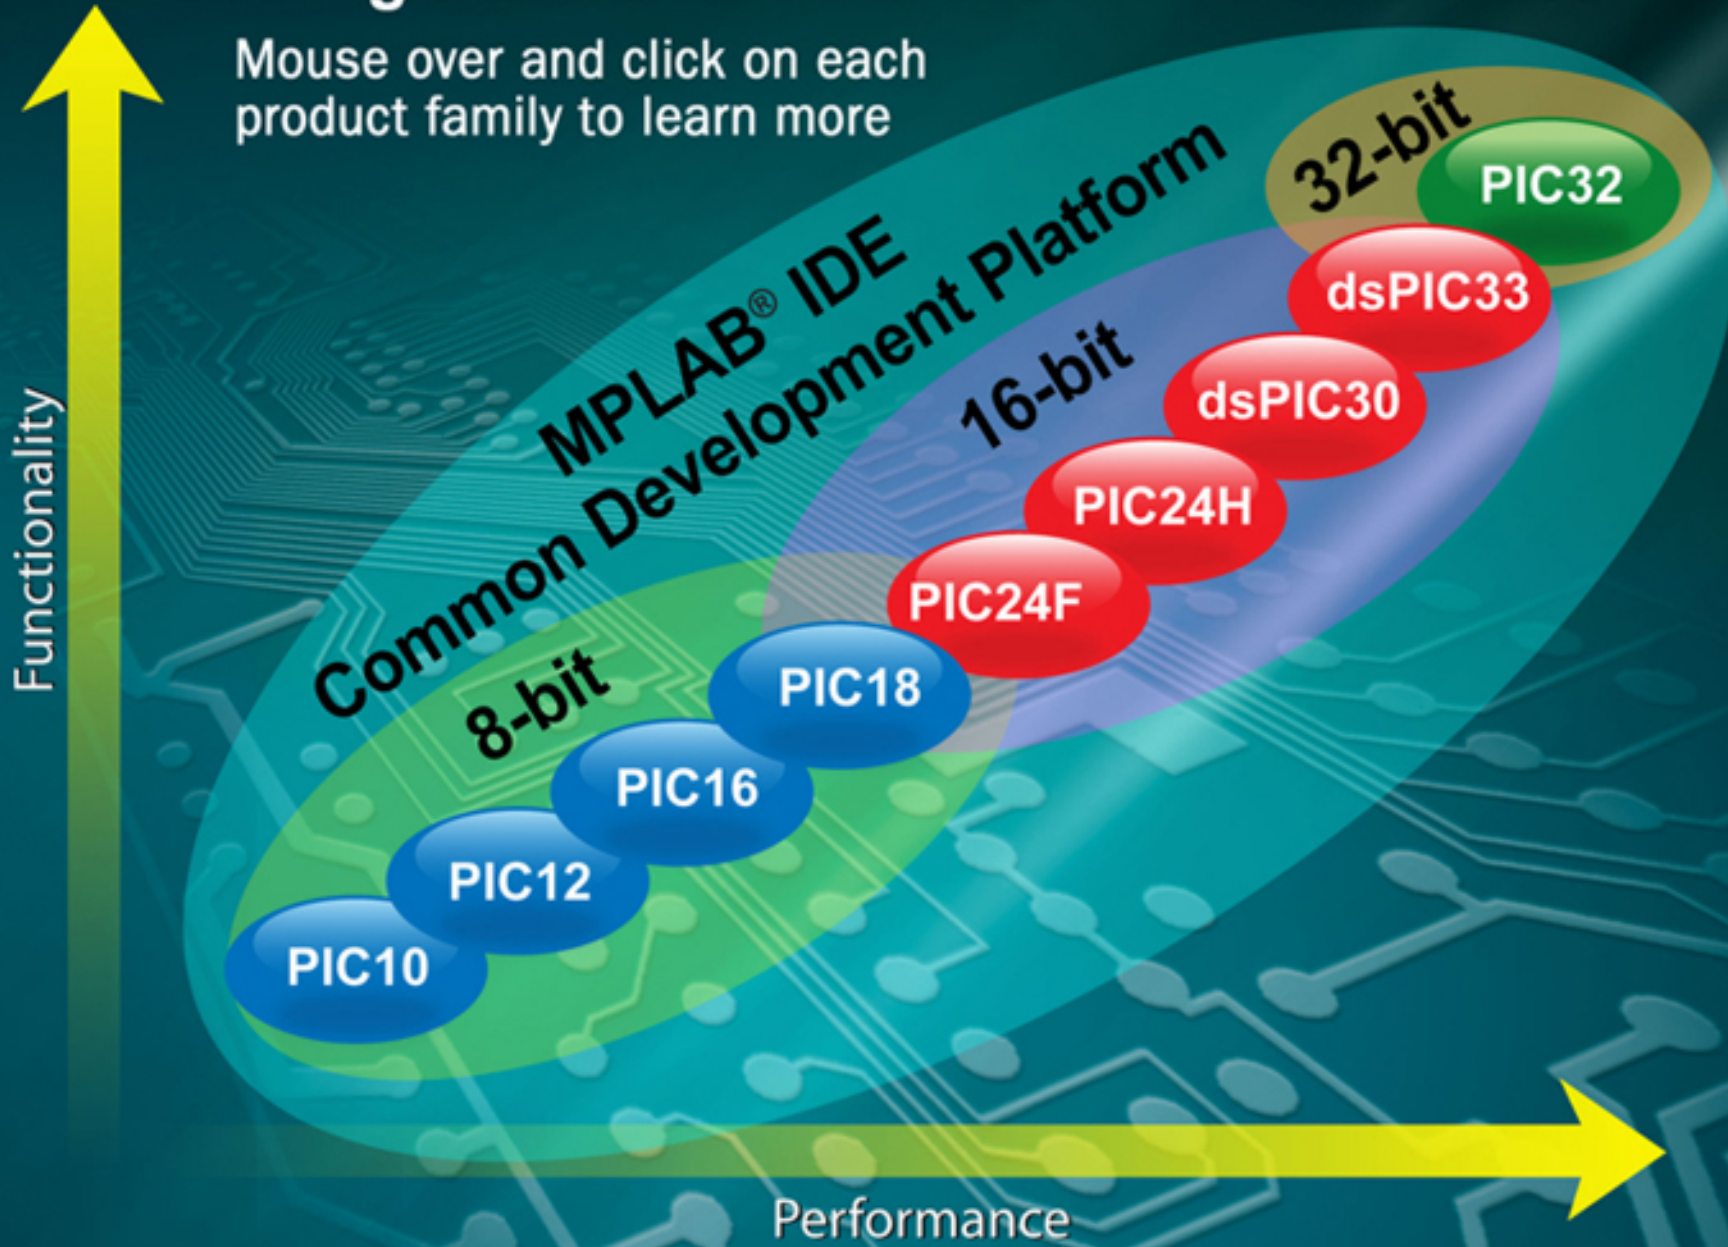 Mouse over and click on each
product family to learn more
32-bit
PIC32
MPLAB® IDE
Common Development Platform
dsPIC33
16-bit
dsPIC30
PIC24H
PIC24F
8-bit
PIC18
PIC16
PIC12
PIC10
Functionality
Performance